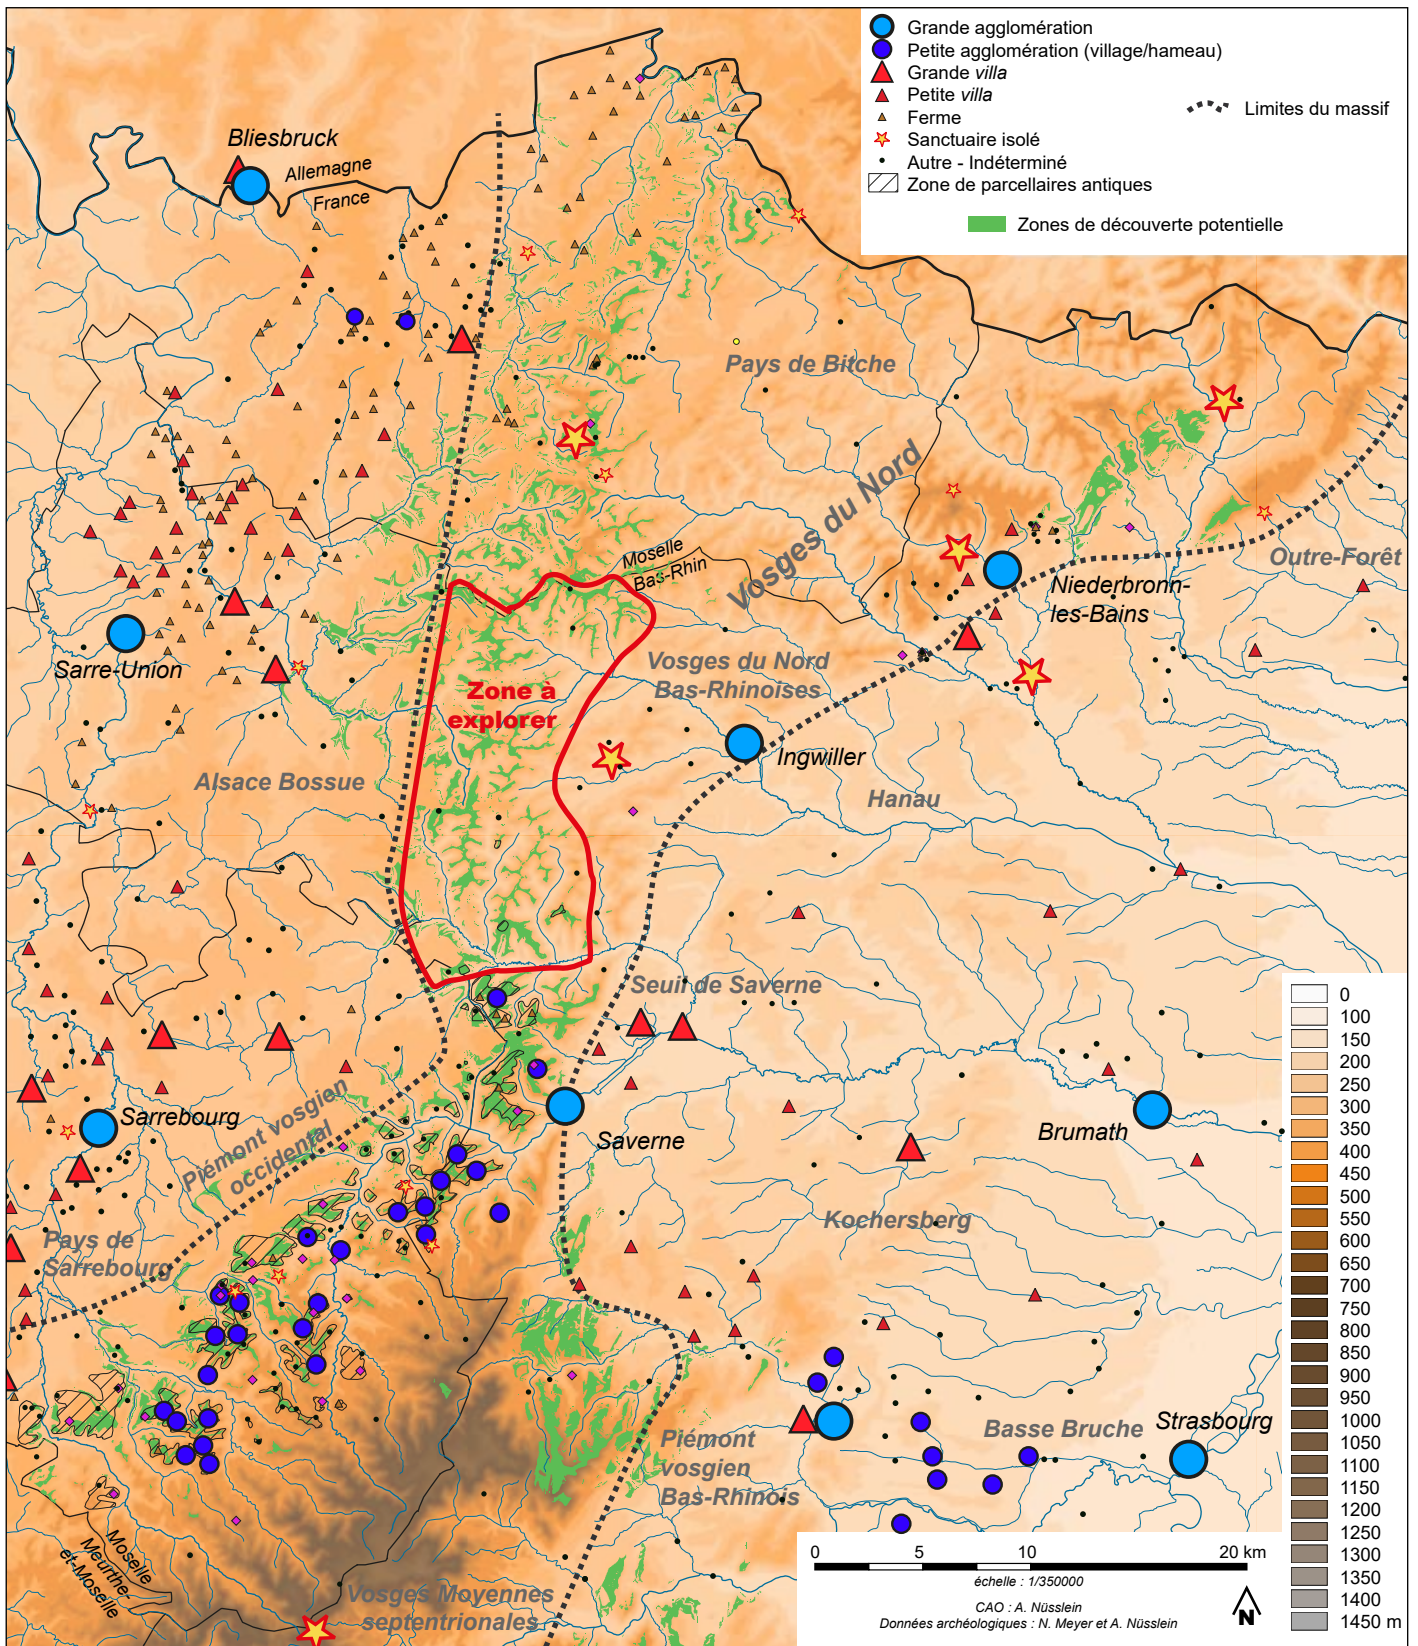 Grande agglomération
Petite agglomération (village/hameau)
Grande villa
Petite villa
Ferme
Sanctuaire isolé
Autre - Indéterminé
Zone de parcellaires antiques
Limites du massif
Zones de découverte potentielle
Bliesbruck
Allemagne
France
Pays de Bitche
Vosges du Nord
Moselle
Bas-Rhin
Outre-Forêt
Niederbronn-
les-Bains
Sarre-Union
Vosges du Nord
Bas-Rhinoises
Zone à
explorer
Ingwiller
Alsace Bossue
Hanau
Seuil de Saverne
Sarrebourg
Piémont vosgien
occidental
Saverne
Brumath
Kochersberg
Pays de
Sarrebourg
Piémont
vosgien
Bas-Rhinois
Basse Bruche
Strasbourg
Moselle
Meurthe-
et-Moselle
Vosges Moyennes
septentrionales
0
100
150
200
250
300
350
400
450
500
550
600
650
700
750
800
850
900
950
1000
1050
1100
1150
1200
1250
1300
1350
1400
1450 m
0 5 10 20 km
échelle : 1/350000
CAO : A. Nüsslein
Données archéologiques : N. Meyer et A. Nüsslein
N